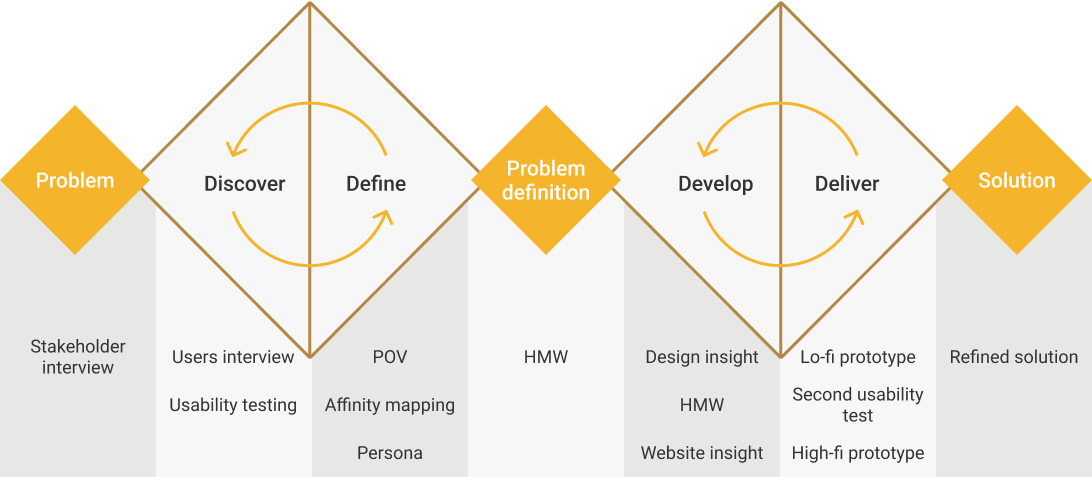 Problem
Discover
Define
Problem
definition
Develop
Deliver
Solution
Stakeholder
interview
Users interview
Usability testing
POV
Affinity mapping
Persona
HMW
Design insight
HMW
Website insight
Lo-fi prototype
Second usability
test
High-fi prototype
Refined solution